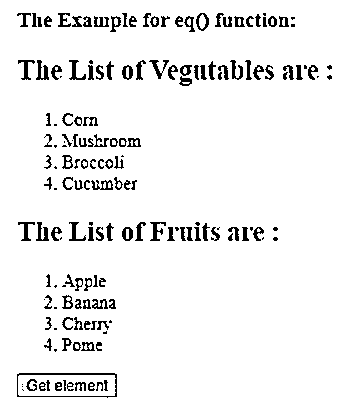 The Example for eq() function:
The List of Vegutables are :
1. Corn
2. Mushroom
3. Broccoli
4. Cucumber
The List of Fruits are :
1. Apple
2. Banana
3. Cherry
4. Pome
Get element